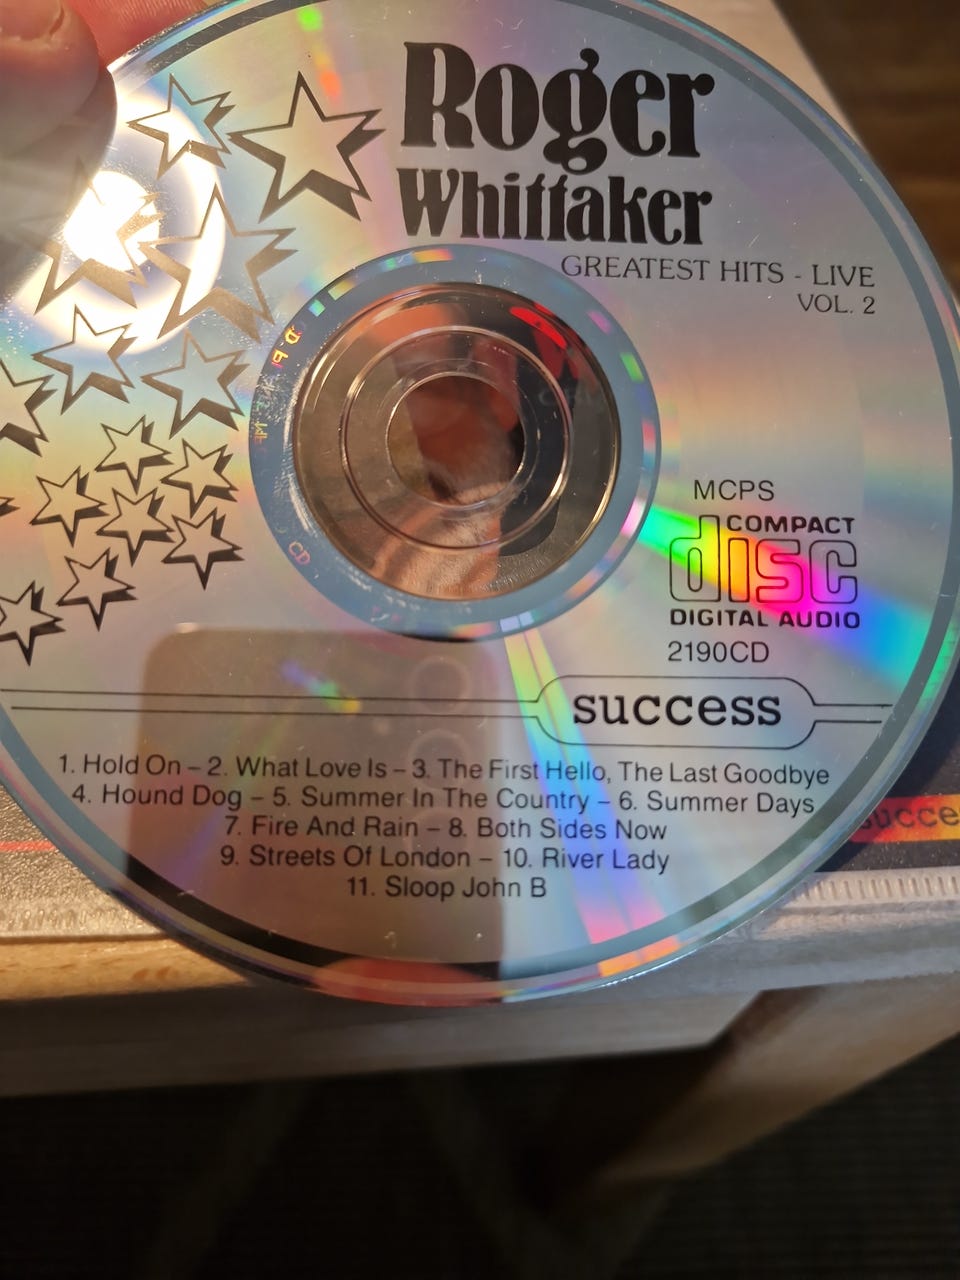 Roger
Whittaker
GREATEST HITS - LIVE
VOL. 2
MCPS
COMPACT
disc
DIGITAL AUDIO
2190CD
success
1. Hold On – 2. What Love Is – 3. The First Hello, The Last Goodbye
4. Hound Dog – 5. Summer In The Country – 6. Summer Days
7. Fire And Rain – 8. Both Sides Now
9. Streets Of London – 10. River Lady
11. Sloop John B
CD
succe